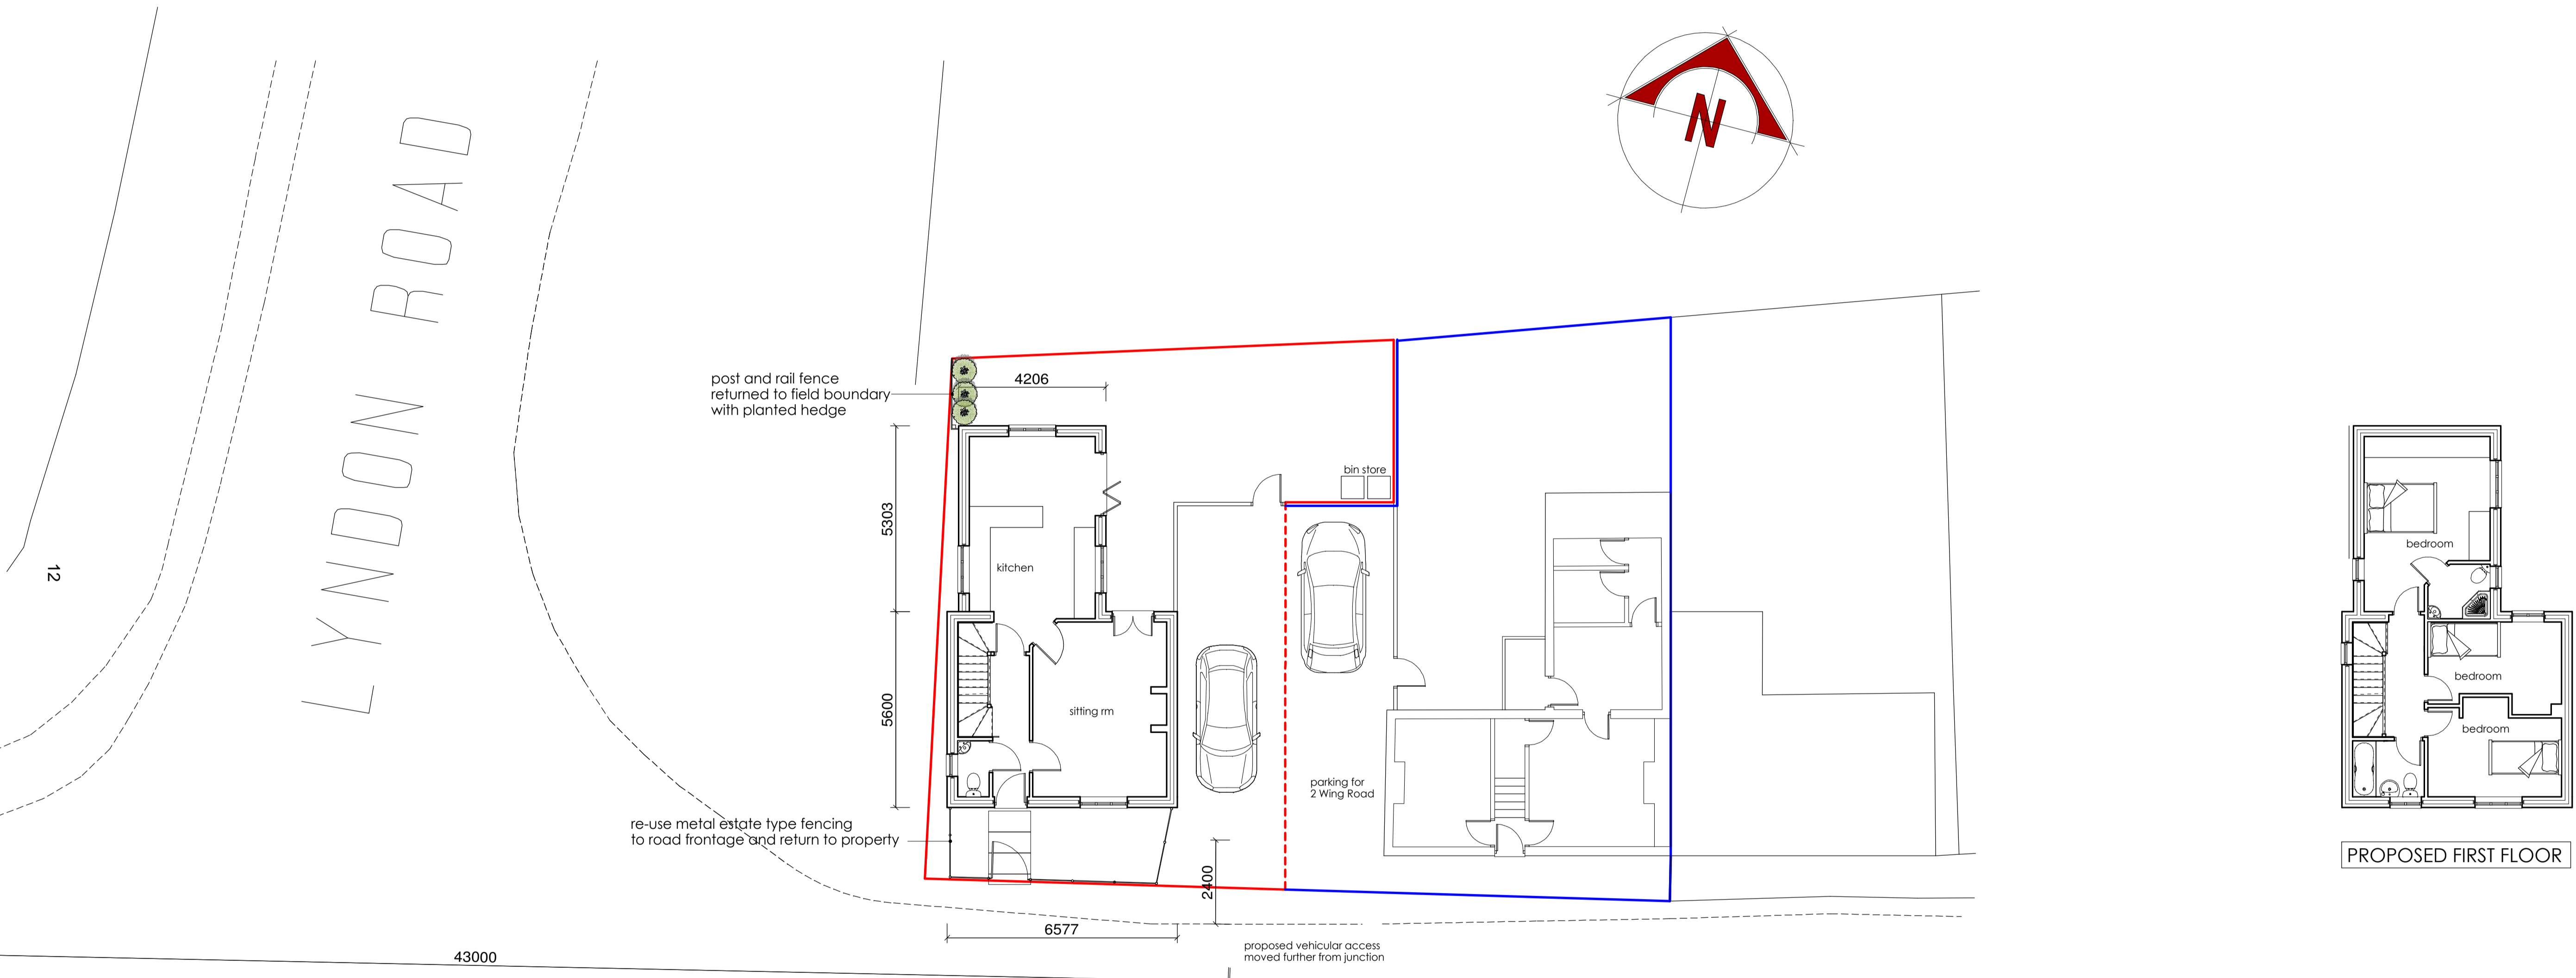 N
LYNDON ROAD
12
post and rail fence
returned to field boundary
with planted hedge
4206
bin store
5303
kitchen
5600
sitting rm
parking for
2 Wing Road
re-use metal estate type fencing
to road frontage and return to property
2400
6577
43000
proposed vehicular access
moved further from junction
bedroom
bedroom
bedroom
PROPOSED FIRST FLOOR